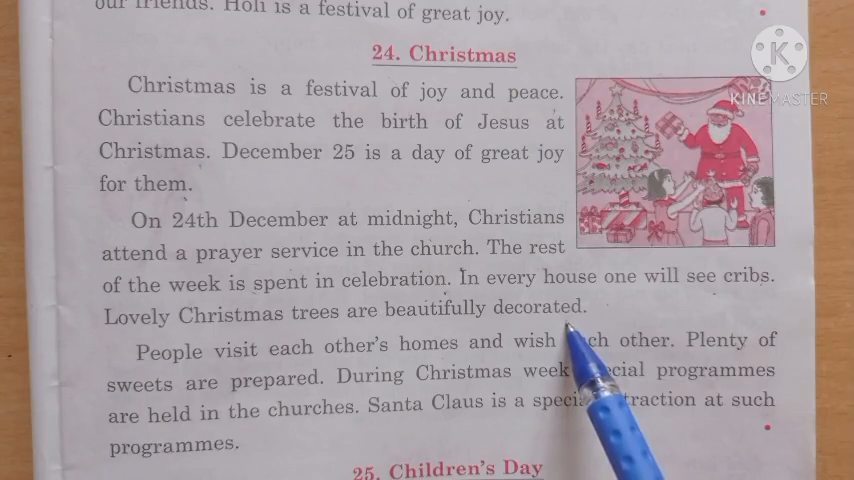 our friends. Holi is a festival of great joy.
24. Christmas
Christmas is a festival of joy and peace.
Christians celebrate the birth of Jesus at
Christmas. December 25 is a day of great joy
for them.
On 24th December at midnight, Christians
attend a prayer service in the church. The rest
of the week is spent in celebration. In every house one will see cribs.
Lovely Christmas trees are beautifully decorated.
People visit each other's homes and wish each other. Plenty of
sweets are prepared. During Christmas week special programmes
are held in the churches. Santa Claus is a special attraction at such
programmes.
25. Children's Day
KINEMASTER